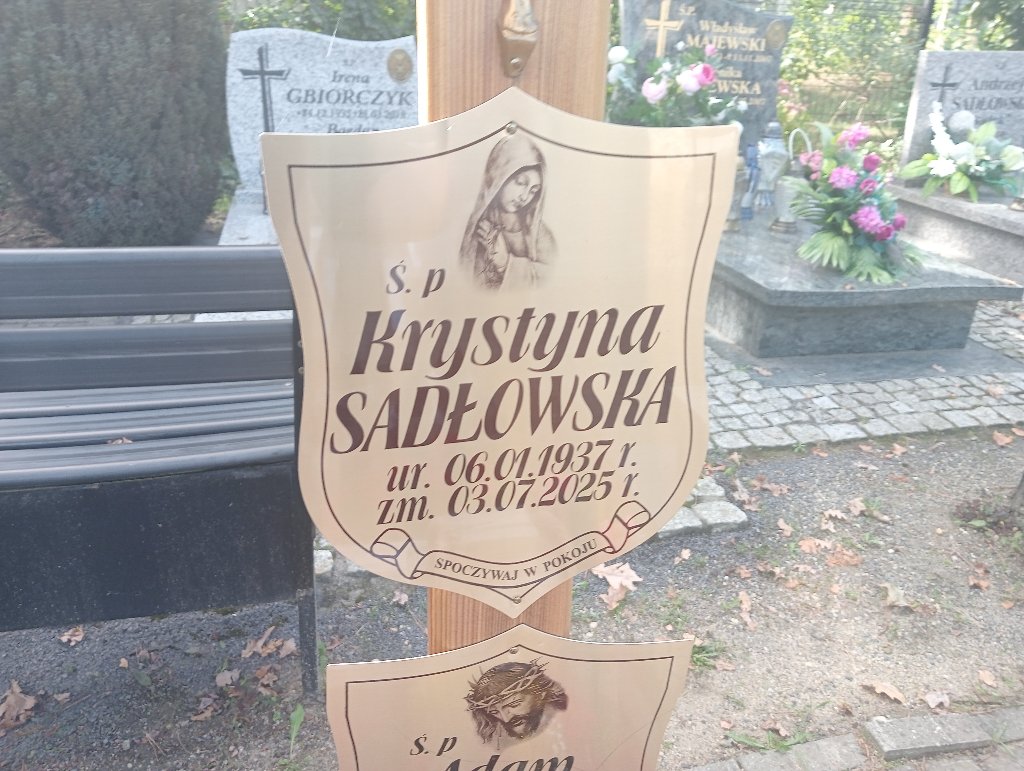 Ś. p
Krystyna
SADŁOWSKA
ur. 06.01.1937 r.
zm. 03.07.2025 r.
SPOCZYWAJ W POKOJU
Ś. p
Adam
Irena
GBIORCZYK
Ś.P.
Władysław
MAJEWSKI
Andrzej
SADŁOWSKI